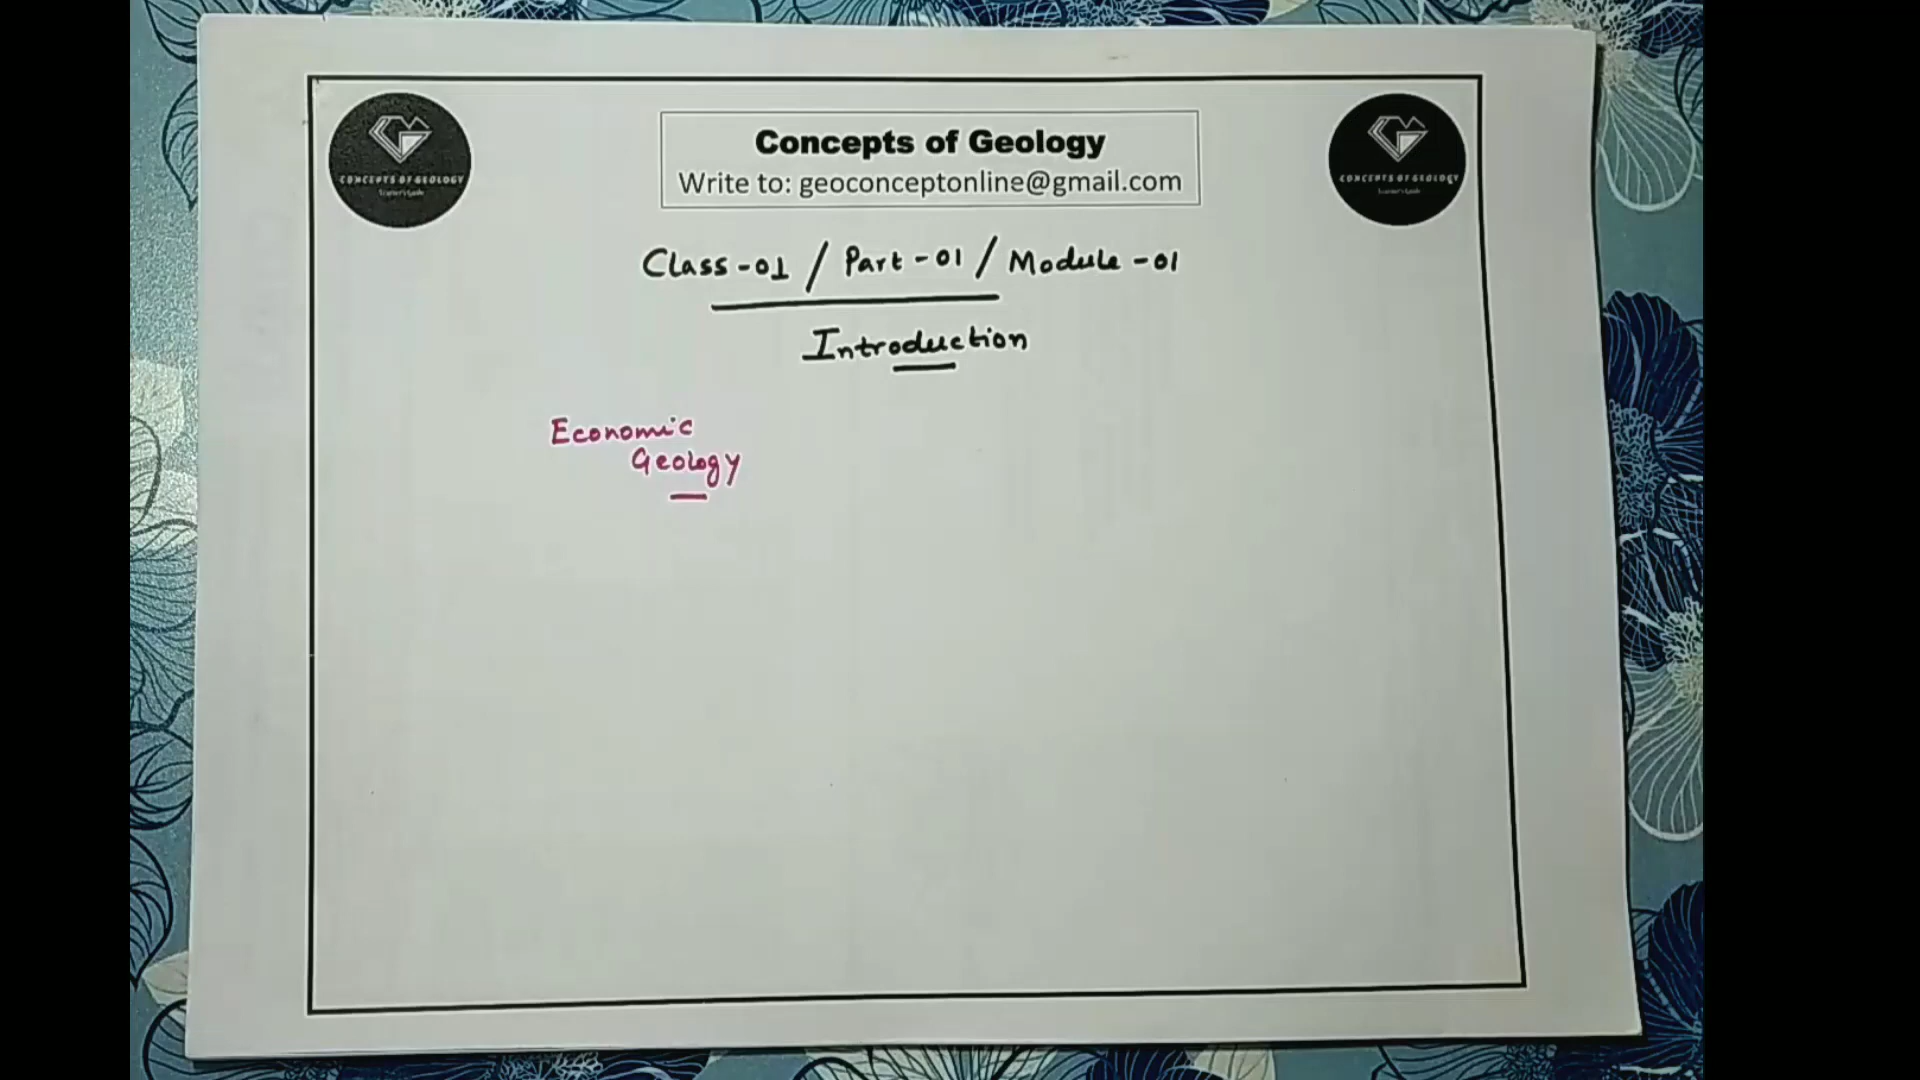 Concepts of Geology
Write to: geoconceptonline@gmail.com
CONCEPTS OF GEOLOGY
CONCEPTS OF GEOLOGY
Class-01 / Part-01 / Module-01
Introduction
Economic
Geology